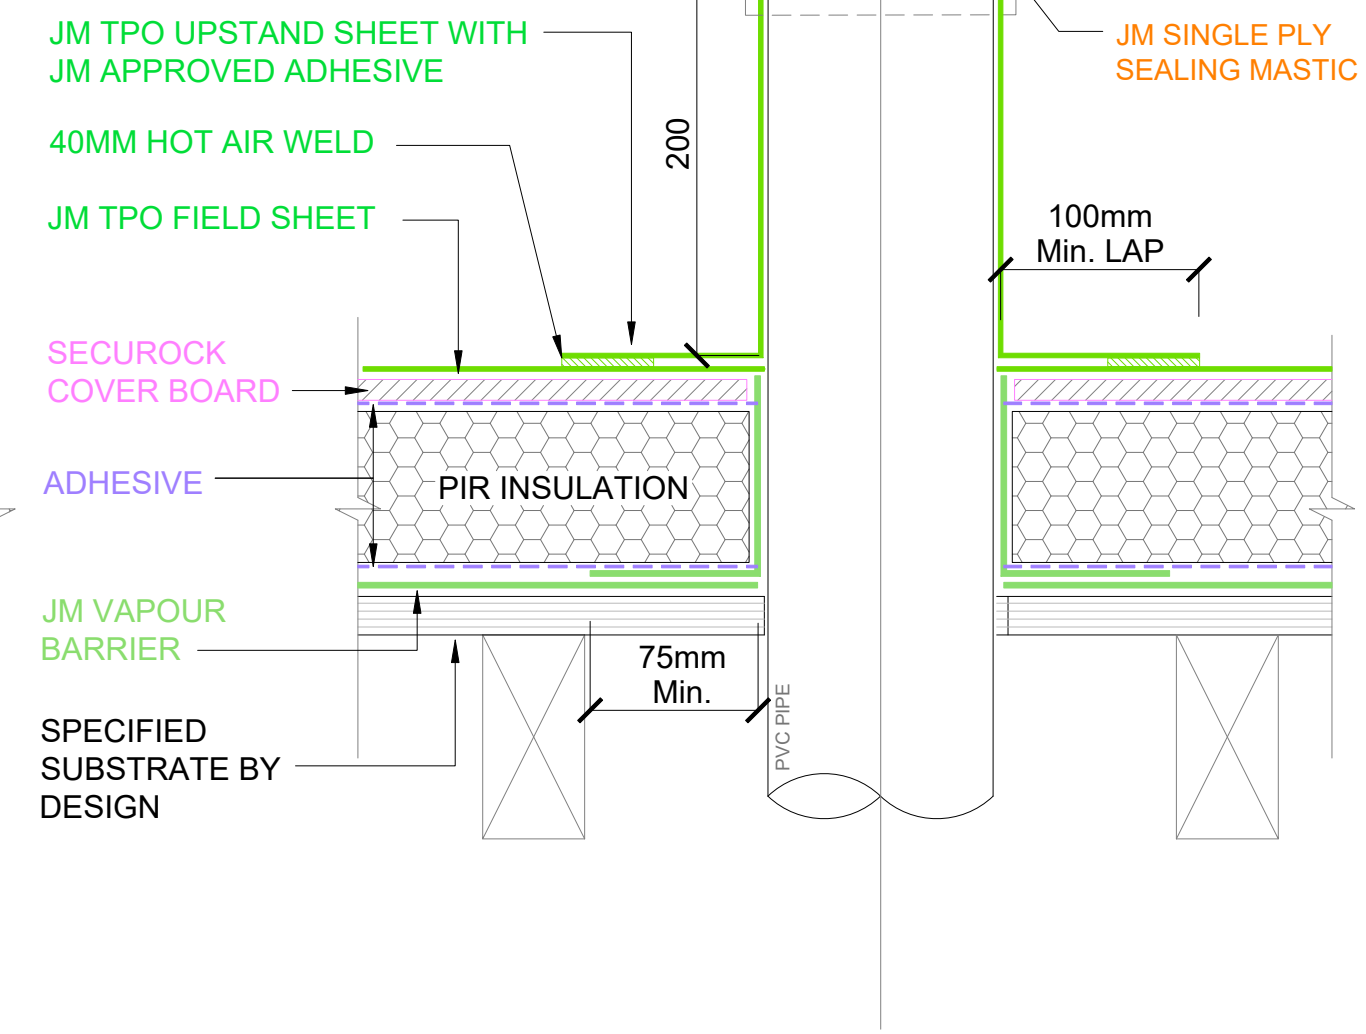 JM TPO UPSTAND SHEET WITH
JM APPROVED ADHESIVE
JM SINGLE PLY
SEALING MASTIC
40MM HOT AIR WELD
200
JM TPO FIELD SHEET
100mm
Min. LAP
SECUROCK
COVER BOARD
ADHESIVE
PIR INSULATION
JM VAPOUR
BARRIER
75mm
Min.
PVC PIPE
SPECIFIED
SUBSTRATE BY
DESIGN